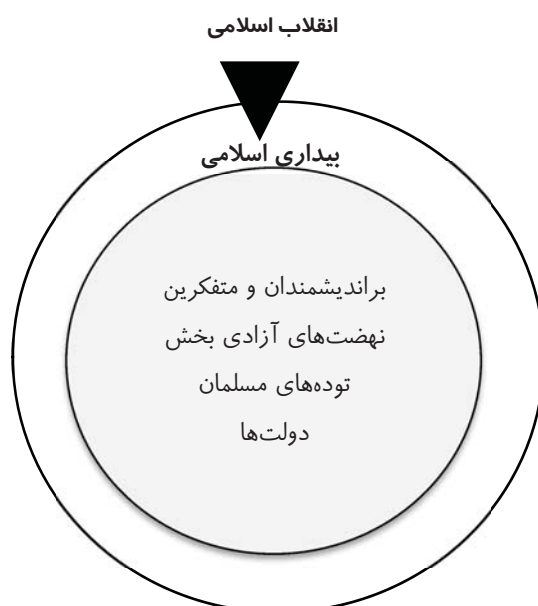 انقلاب اسلامی
بیداری اسلامی
براندیشمندان و متفکرین
نهضت‌های آزادی بخش
توده‌های مسلمان
دولت‌ها